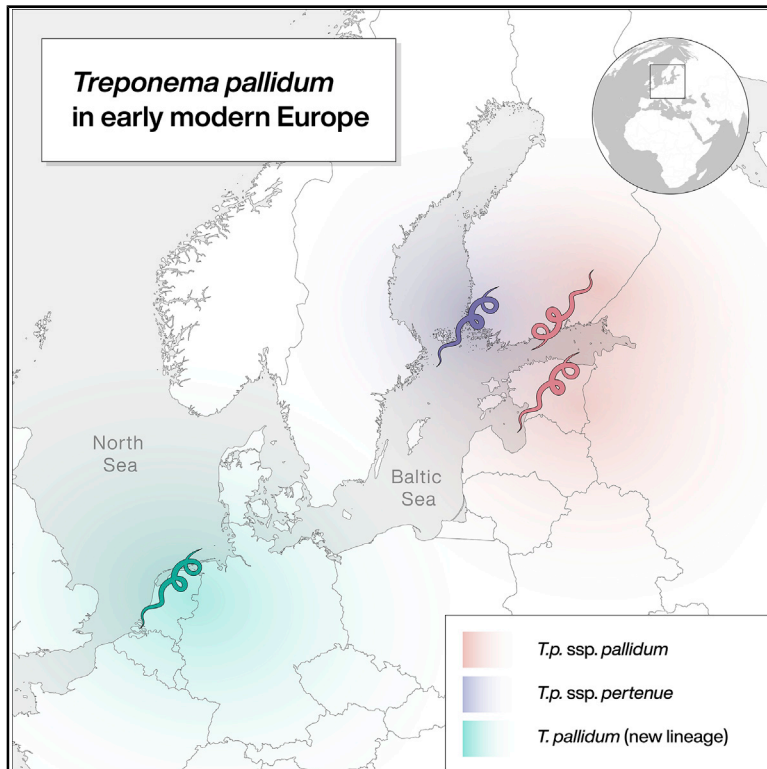 Treponema pallidum
in early modern Europe
North
Sea
Baltic
Sea
T.p. ssp. pallidum
T.p. ssp. pertenue
T. pallidum (new lineage)